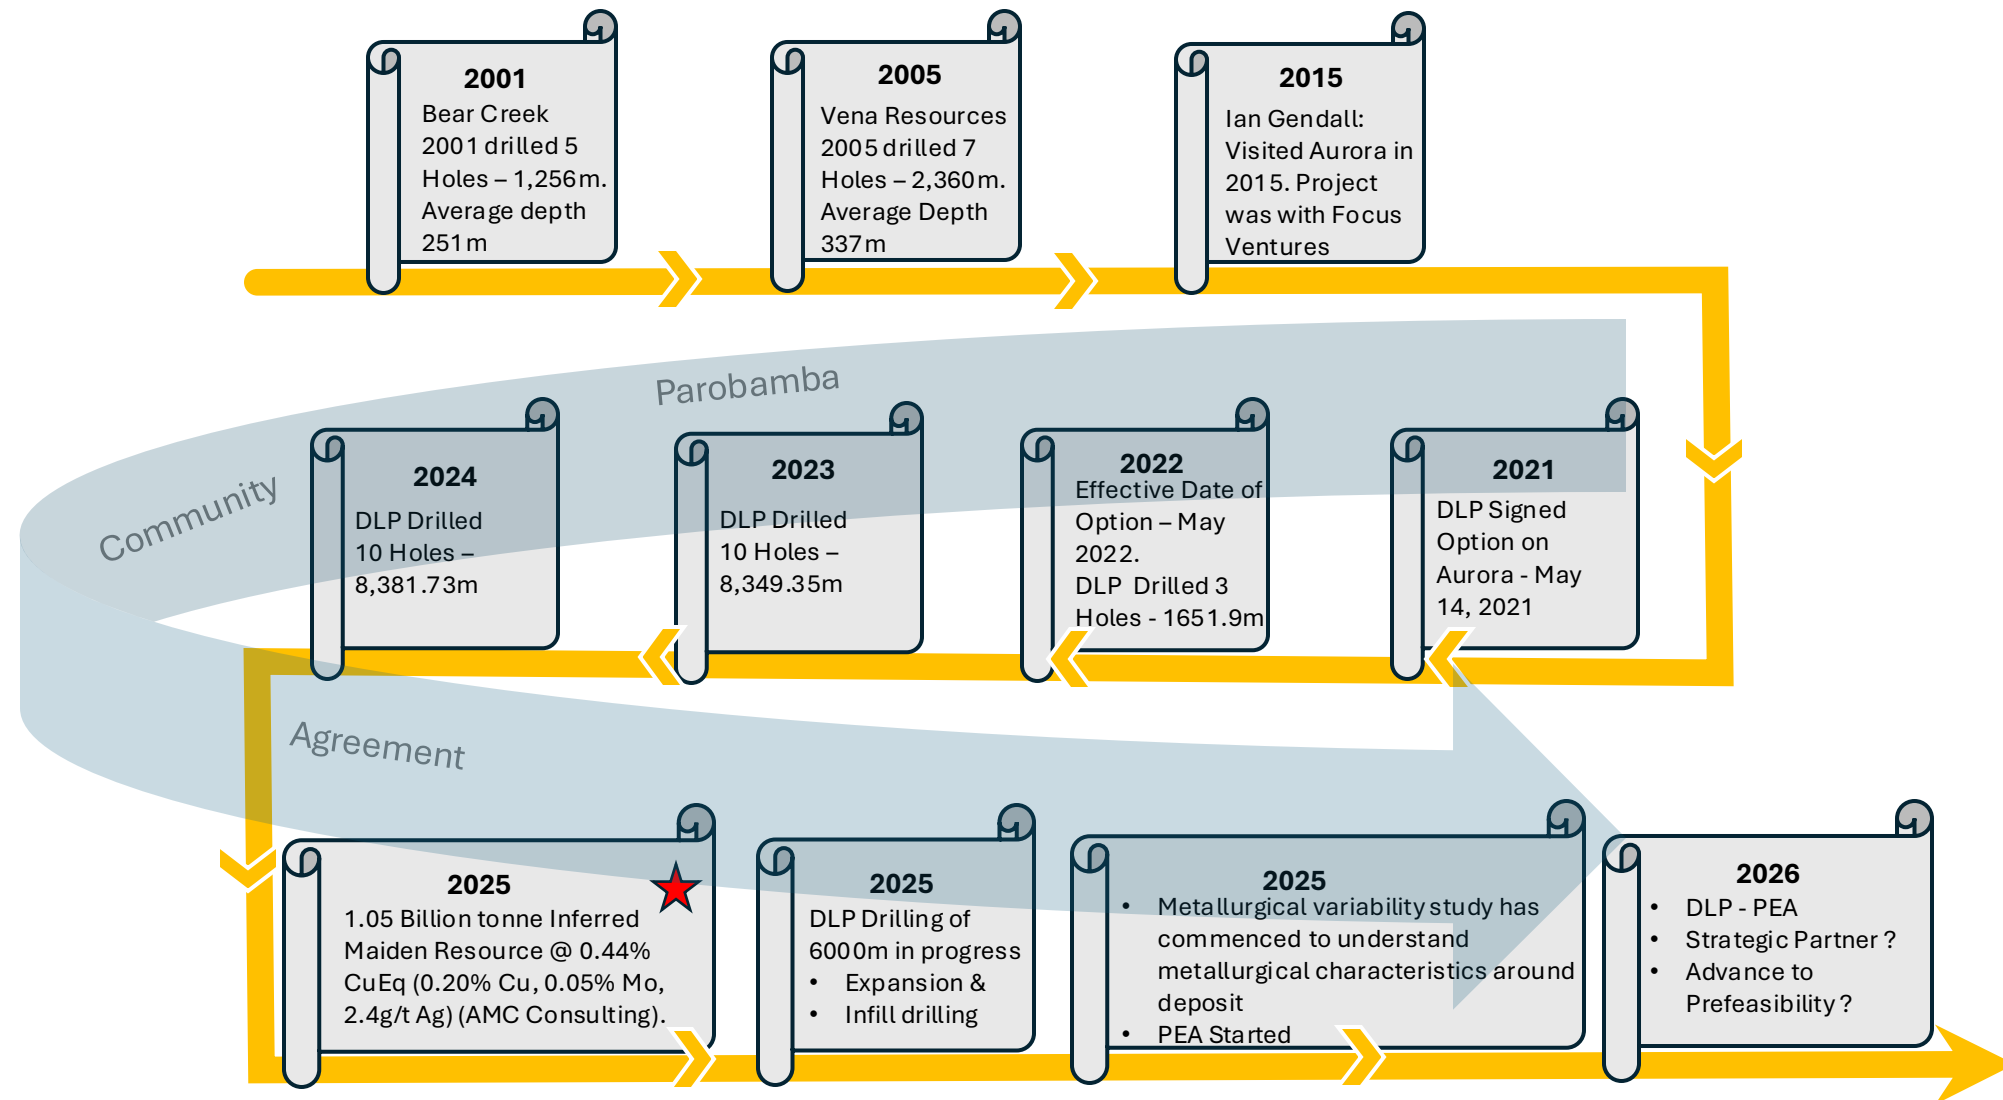 2001
Bear Creek
2001 drilled 5
Holes – 1,256m.
Average depth
251m
2005
Vena Resources
2005 drilled 7
Holes – 2,360m.
Average Depth
337m
2015
Ian Gendall:
Visited Aurora in
2015. Project
was with Focus
Ventures
Parobamba
Community
Agreement
2021
DLP Signed
Option on
Aurora - May
14, 2021
2022
Effective Date of
Option – May
2022.
DLP Drilled 3
Holes - 1651.9m
2023
DLP Drilled
10 Holes –
8,349.35m
2024
DLP Drilled
10 Holes –
8,381.73m
2025
1.05 Billion tonne Inferred
Maiden Resource @ 0.44%
CuEq (0.20% Cu, 0.05% Mo,
2.4g/t Ag) (AMC Consulting).
2025
DLP Drilling of
6000m in progress
• Expansion &
• Infill drilling
2025
• Metallurgical variability study has
commenced to understand
metallurgical characteristics around
deposit
• PEA Started
2026
• DLP - PEA
• Strategic Partner ?
• Advance to
Prefeasibility ?